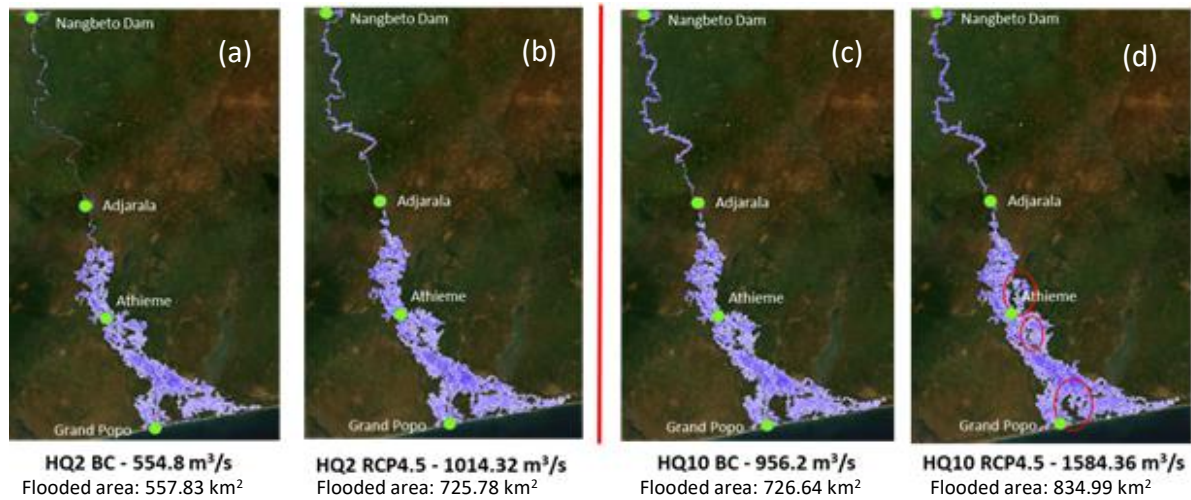 Nangbeto Dam
(a)
Adjarala
Athieme
Grand Popo
HQ2 BC - 554.8 m³/s
Flooded area: 557.83 km²
Nangbeto Dam
(b)
Adjarala
Athieme
Grand Popo
HQ2 RCP4.5 - 1014.32 m³/s
Flooded area: 725.78 km²
Nangbeto Dam
(c)
Adjarala
Athieme
Grand Popo
HQ10 BC - 956.2 m³/s
Flooded area: 726.64 km²
Nangbeto Dam
(d)
Adjarala
Athieme
Grand Popo
HQ10 RCP4.5 - 1584.36 m³/s
Flooded area: 834.99 km²